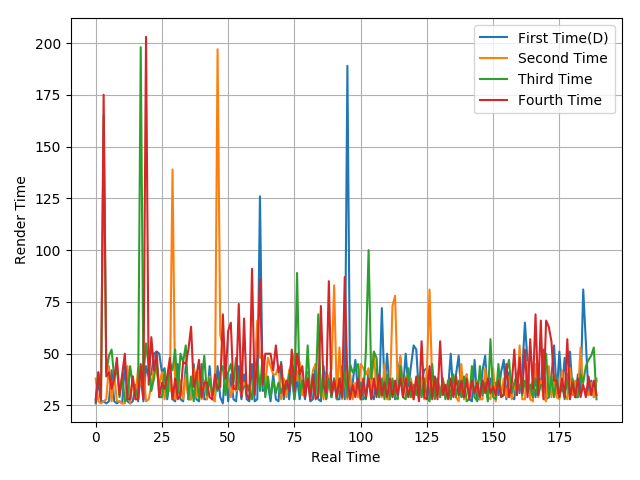 First Time(D)
Second Time
Third Time
Fourth Time
Render Time
200
175
150
125
100
75
50
25
0 25 50 75 100 125 150 175
Real Time